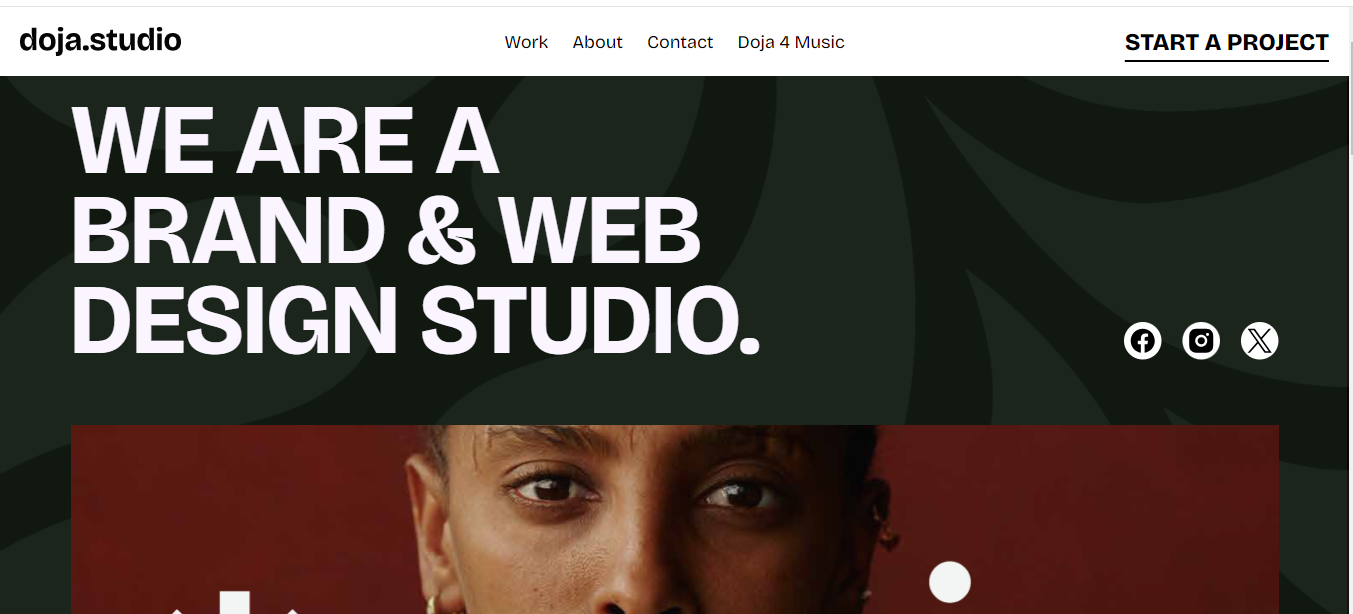 doja.studio
Work About Contact Doja 4 Music
START A PROJECT
WE ARE A
BRAND & WEB
DESIGN STUDIO.